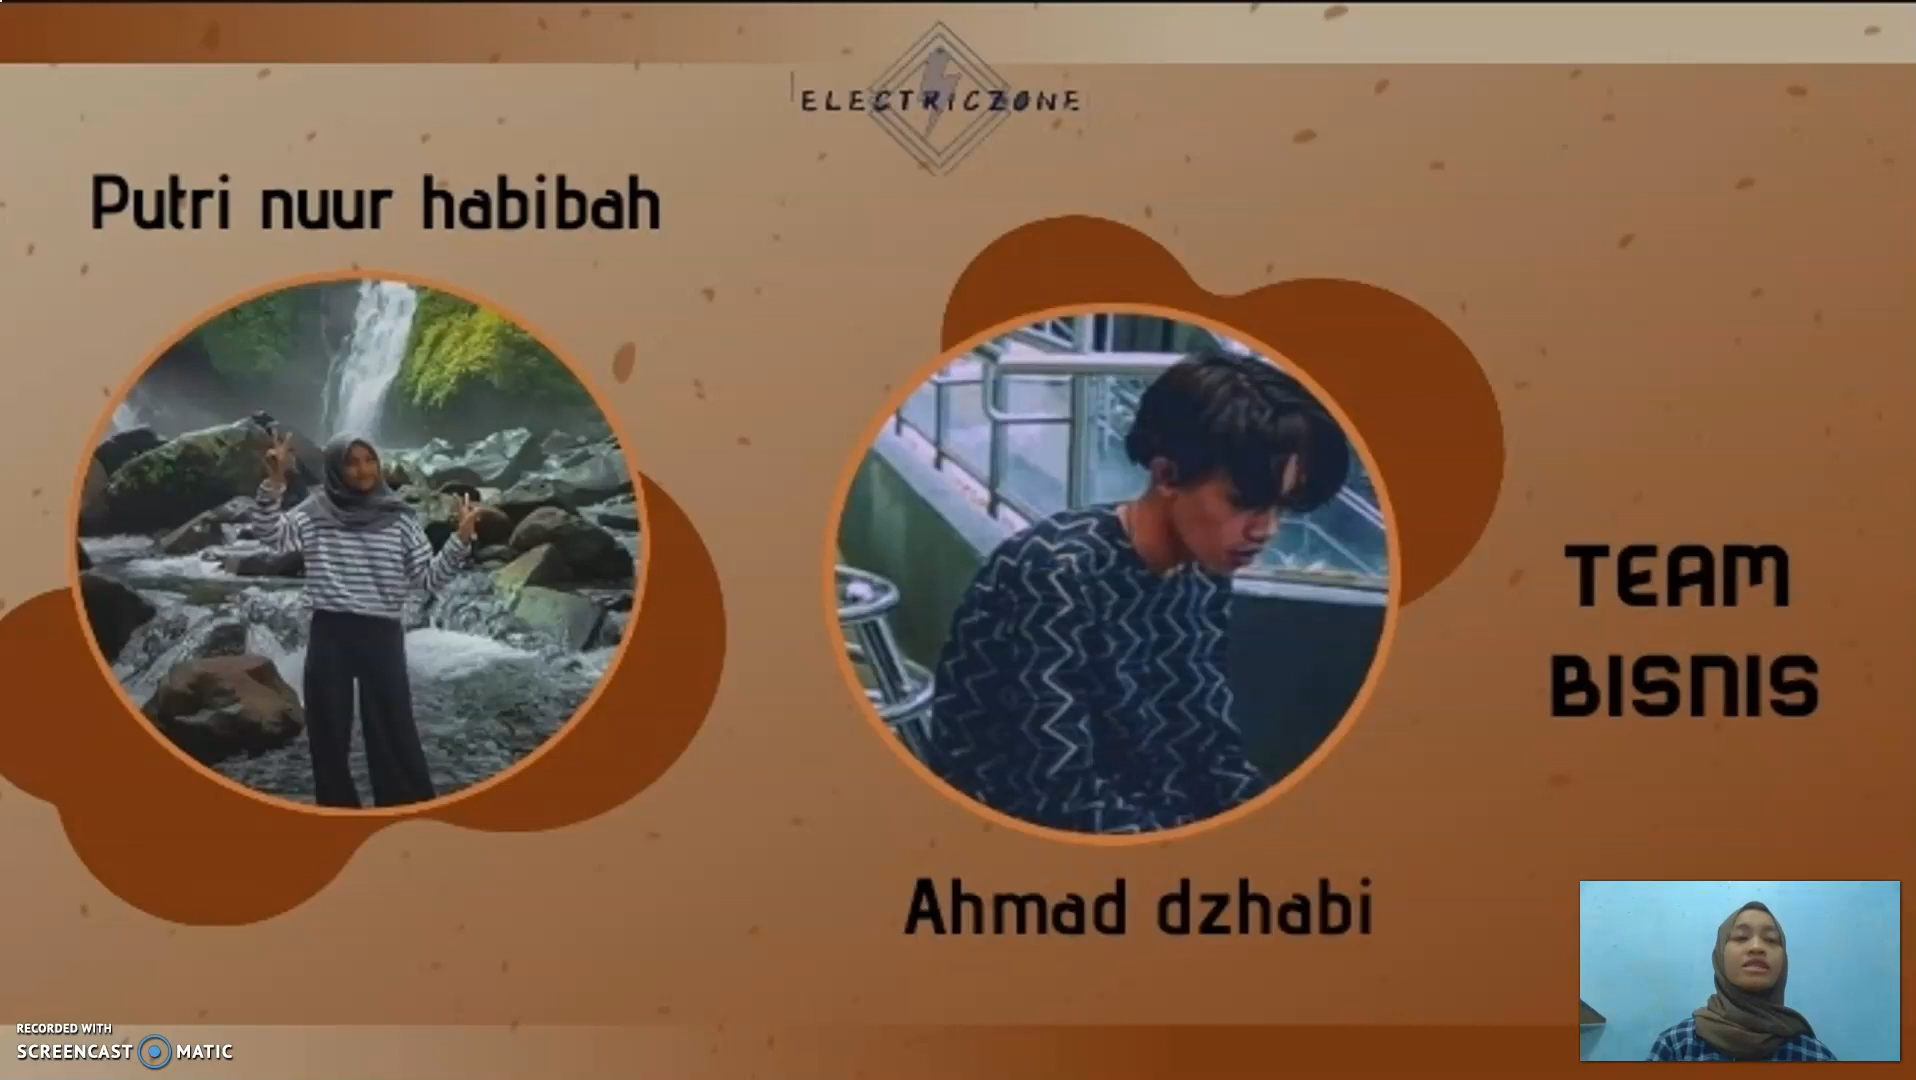 ELECTRICZONE
Putri nuur habibah
TEAM
BISNIS
Ahmad dzhabi
RECORDED WITH
SCREENCAST MATIC